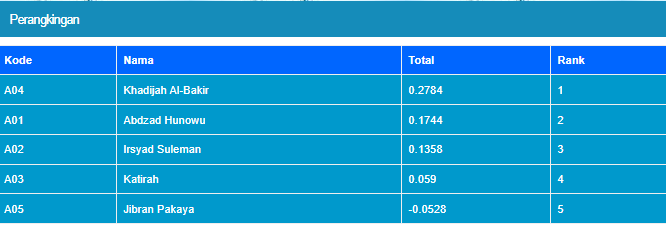 Perangkingan
Kode Nama Total Rank
A04 Khadijah Al-Bakir 0.2784 1
A01 Abdzad Hunowu 0.1744 2
A02 Irsyad Suleman 0.1358 3
A03 Katirah 0.059 4
A05 Jibran Pakaya -0.0528 5